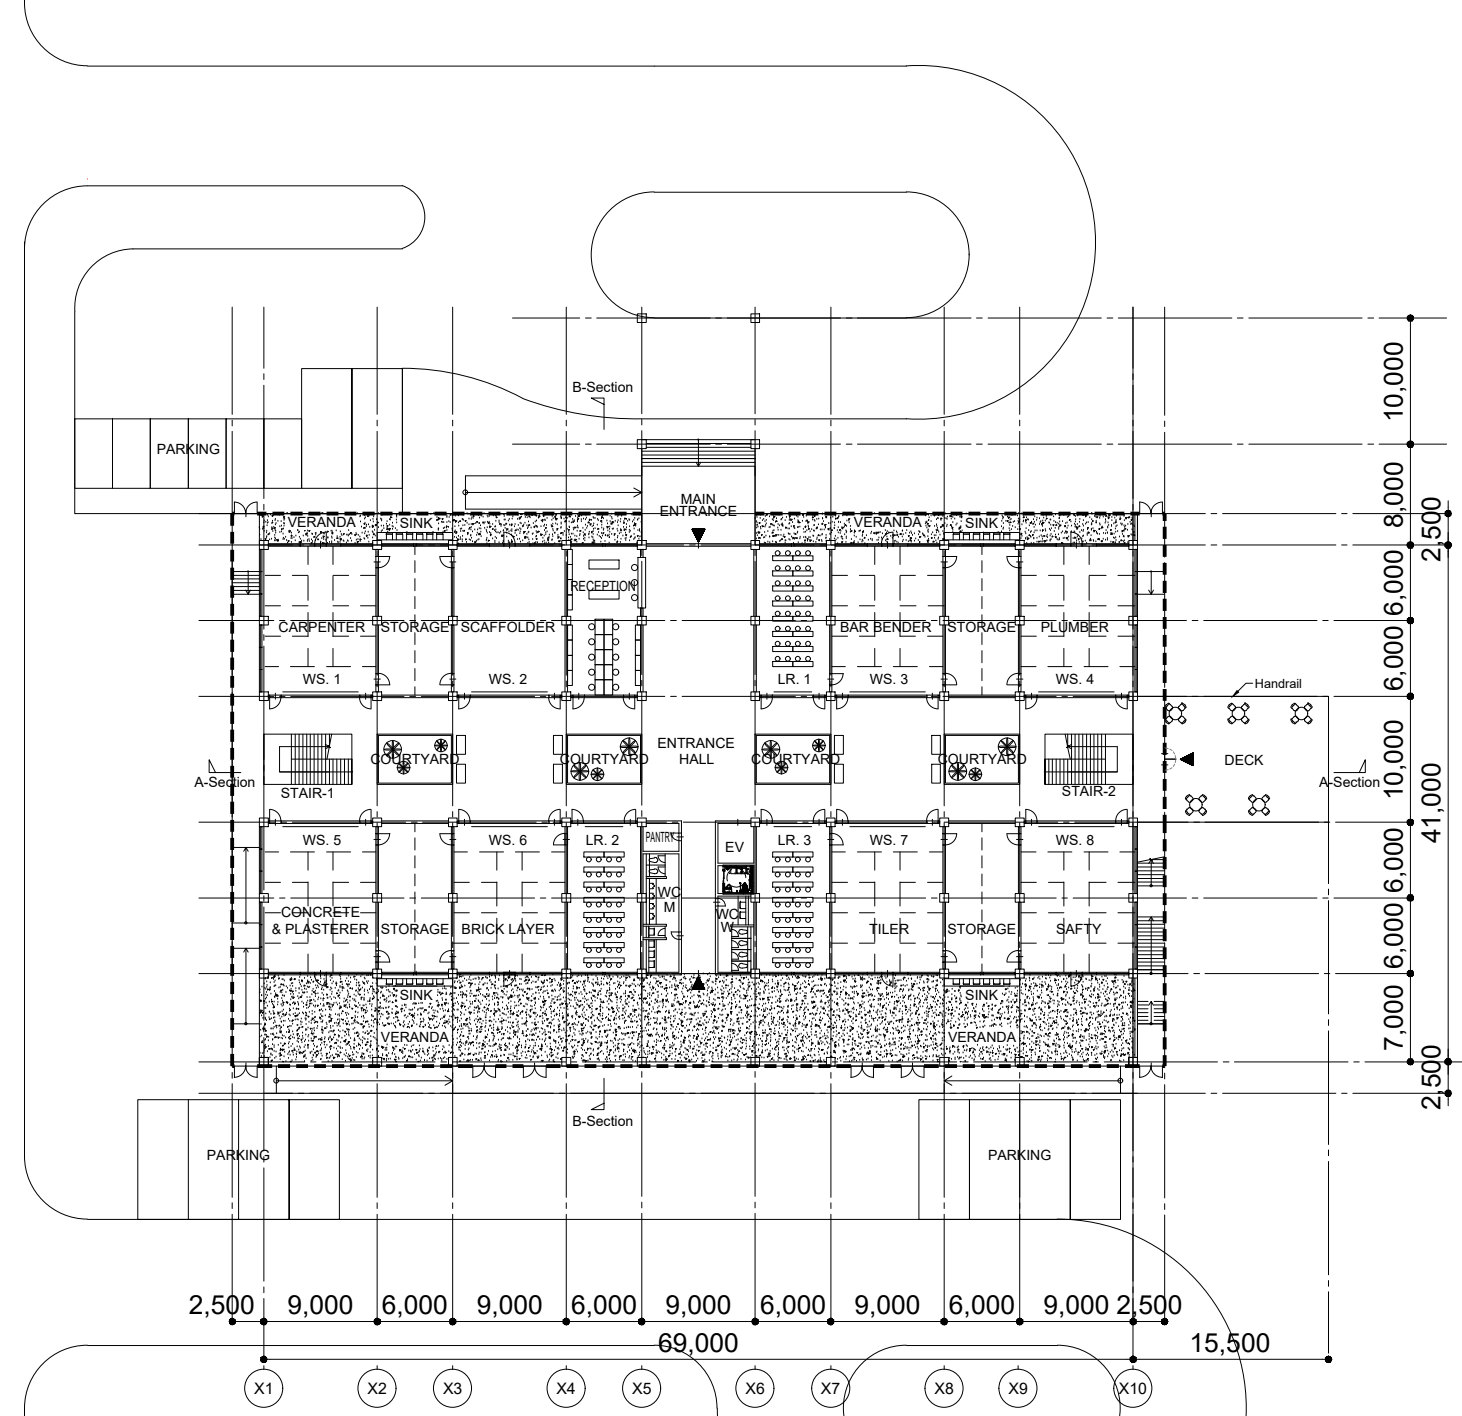 B-Section
PARKING
MAIN
ENTRANCE
VERANDA
SINK
VERANDA
SINK
RECEPTION
CARPENTER
STORAGE
SCAFFOLDER
BAR BENDER
STORAGE
PLUMBER
WS. 1
WS. 2
LR. 1
WS. 3
WS. 4
Handrail
COURTYARD
COURTYARD
ENTRANCE
HALL
COURTYARD
COURTYARD
DECK
A-Section
STAIR-1
STAIR-2
A-Section
WS. 5
WS. 6
LR. 2
PANTRY
EV
LR. 3
WS. 7
WS. 8
WC
M
WC
W
CONCRETE
& PLASTERER
STORAGE
BRICK LAYER
TILER
STORAGE
SAFTY
SINK
SINK
VERANDA
VERANDA
B-Section
PARKING
PARKING
10,000
8,000
2,500
6,000
6,000
10,000
41,000
6,000
6,000
7,000
2,500
2,500 9,000 6,000 9,000 6,000 9,000 6,000 9,000 6,000 9,000 2,500
69,000
15,500
X1 X2 X3 X4 X5 X6 X7 X8 X9 X10